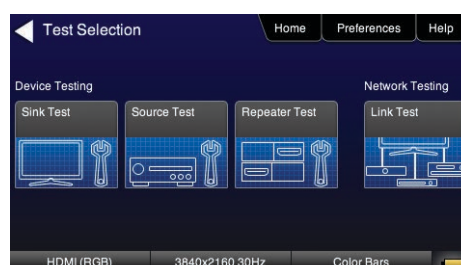 Test Selection Home Preferences Help
Device Testing Network Testing
Sink Test Source Test Repeater Test Link Test
HDMI (RGB) 3840x2160 30Hz Color Bars